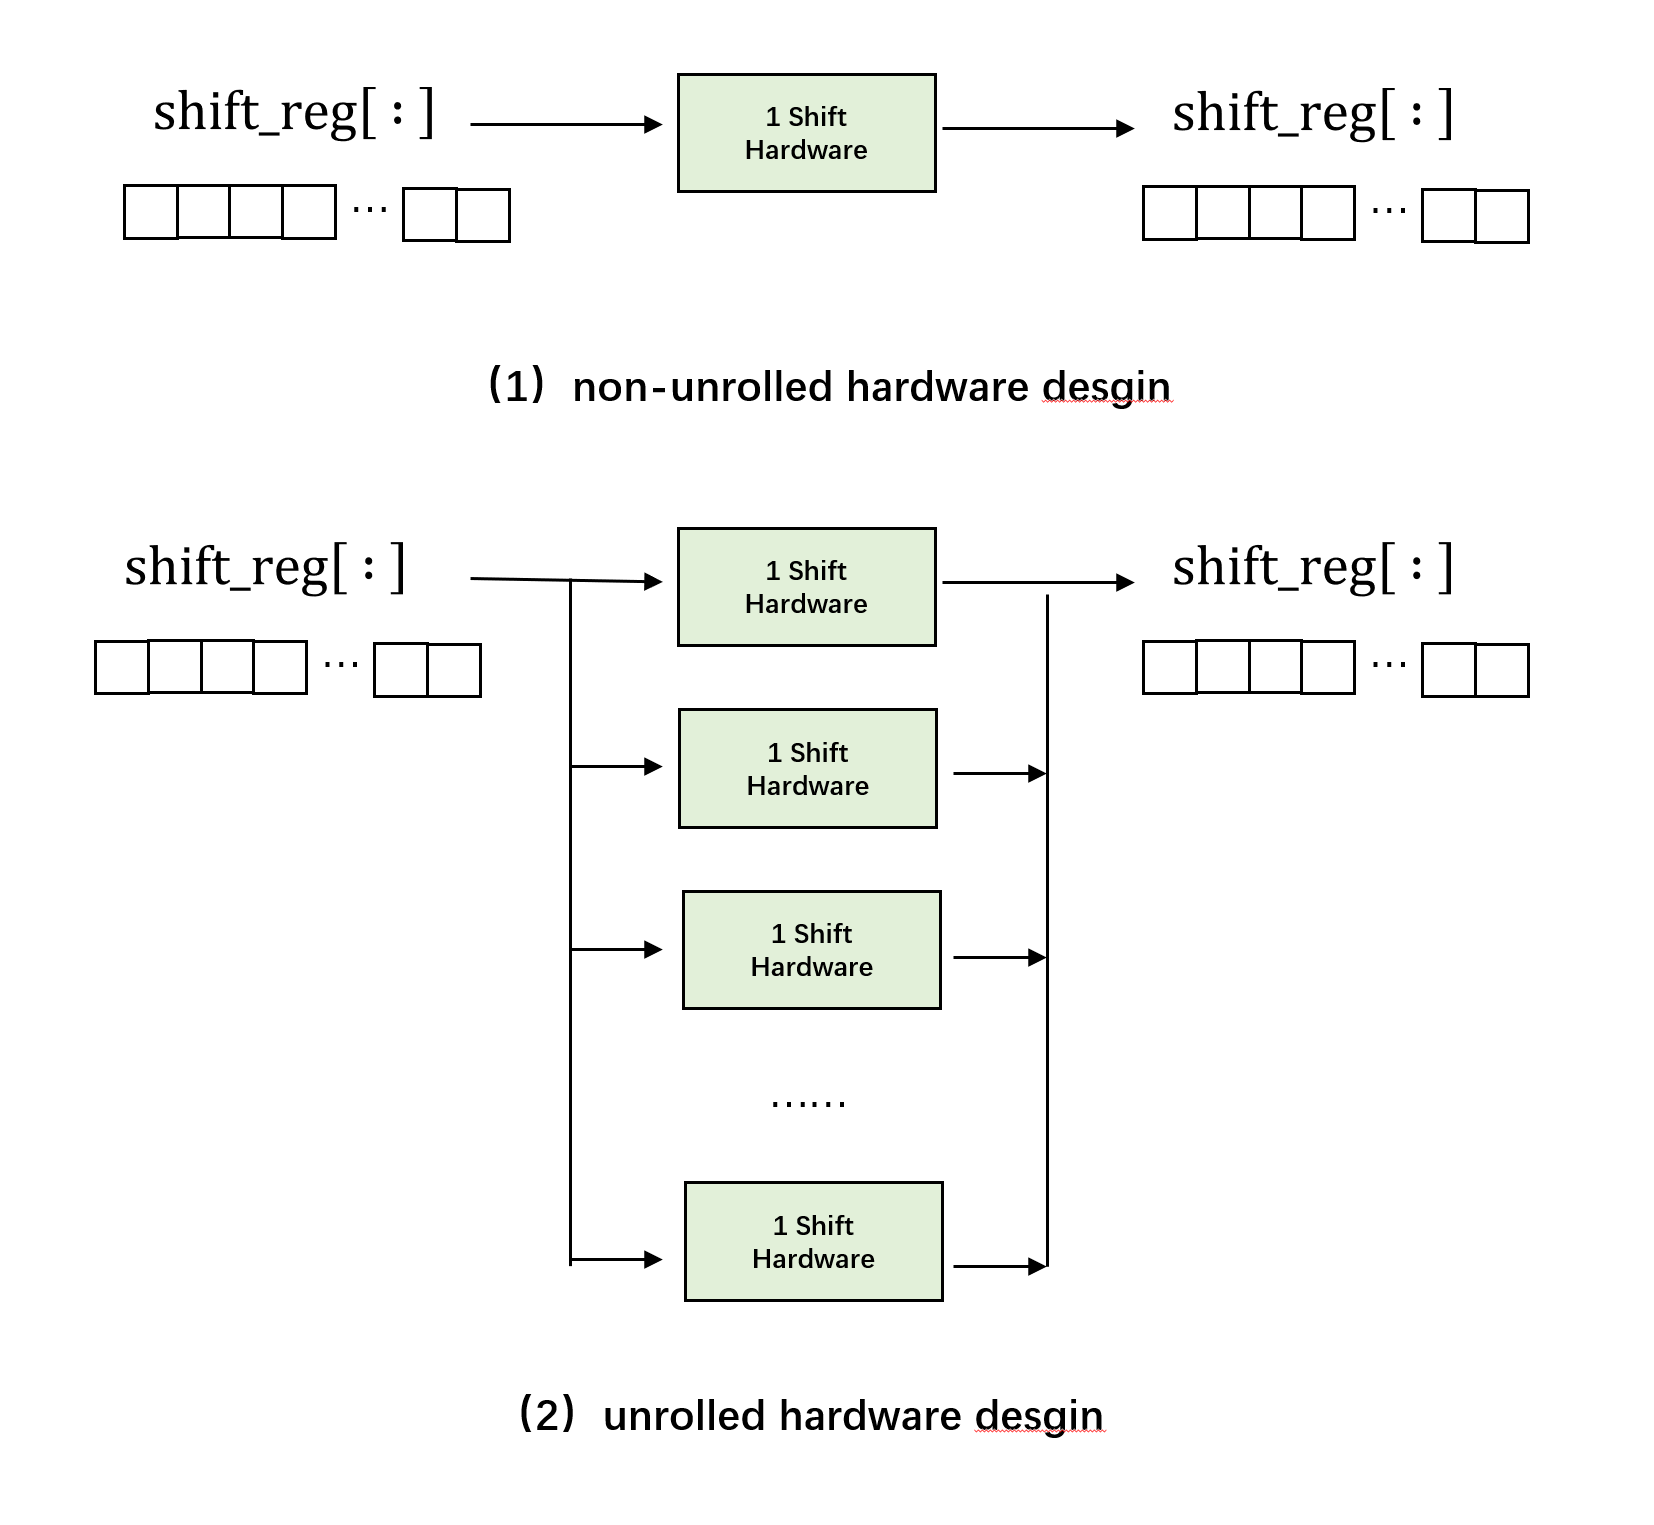 shift_reg[ : ]
1 Shift
Hardware
shift_reg[ : ]
...
...
（1）non-unrolled hardware desgin
shift_reg[ : ]
1 Shift
Hardware
shift_reg[ : ]
...
...
1 Shift
Hardware
1 Shift
Hardware
......
1 Shift
Hardware
（2）unrolled hardware desgin